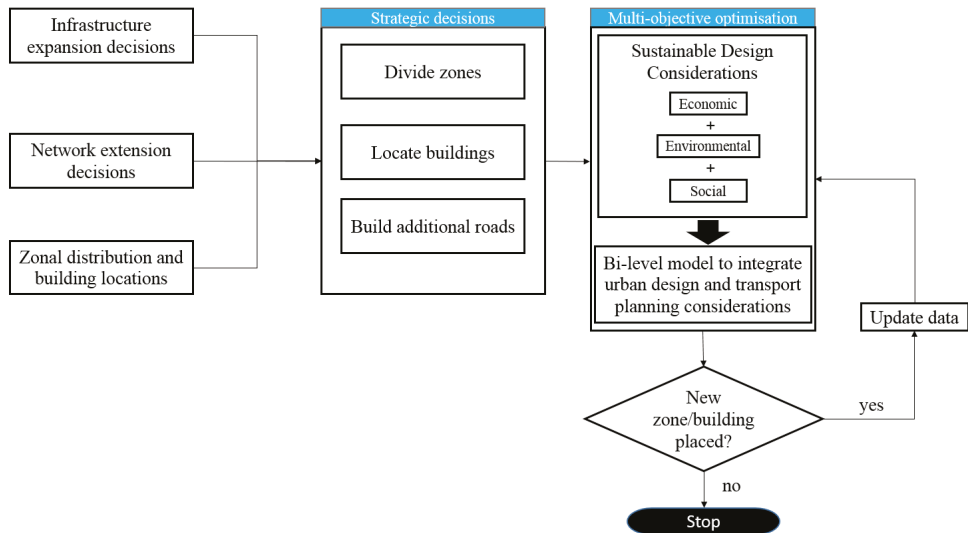 Infrastructure
expansion decisions
Network extension
decisions
Zonal distribution and
building locations
Strategic decisions
Divide zones
Locate buildings
Build additional roads
Multi-objective optimisation
Sustainable Design
Considerations
Economic
+
Environmental
+
Social
Bi-level model to integrate
urban design and transport
planning considerations
Update data
New
zone/building
placed?
yes
no
Stop